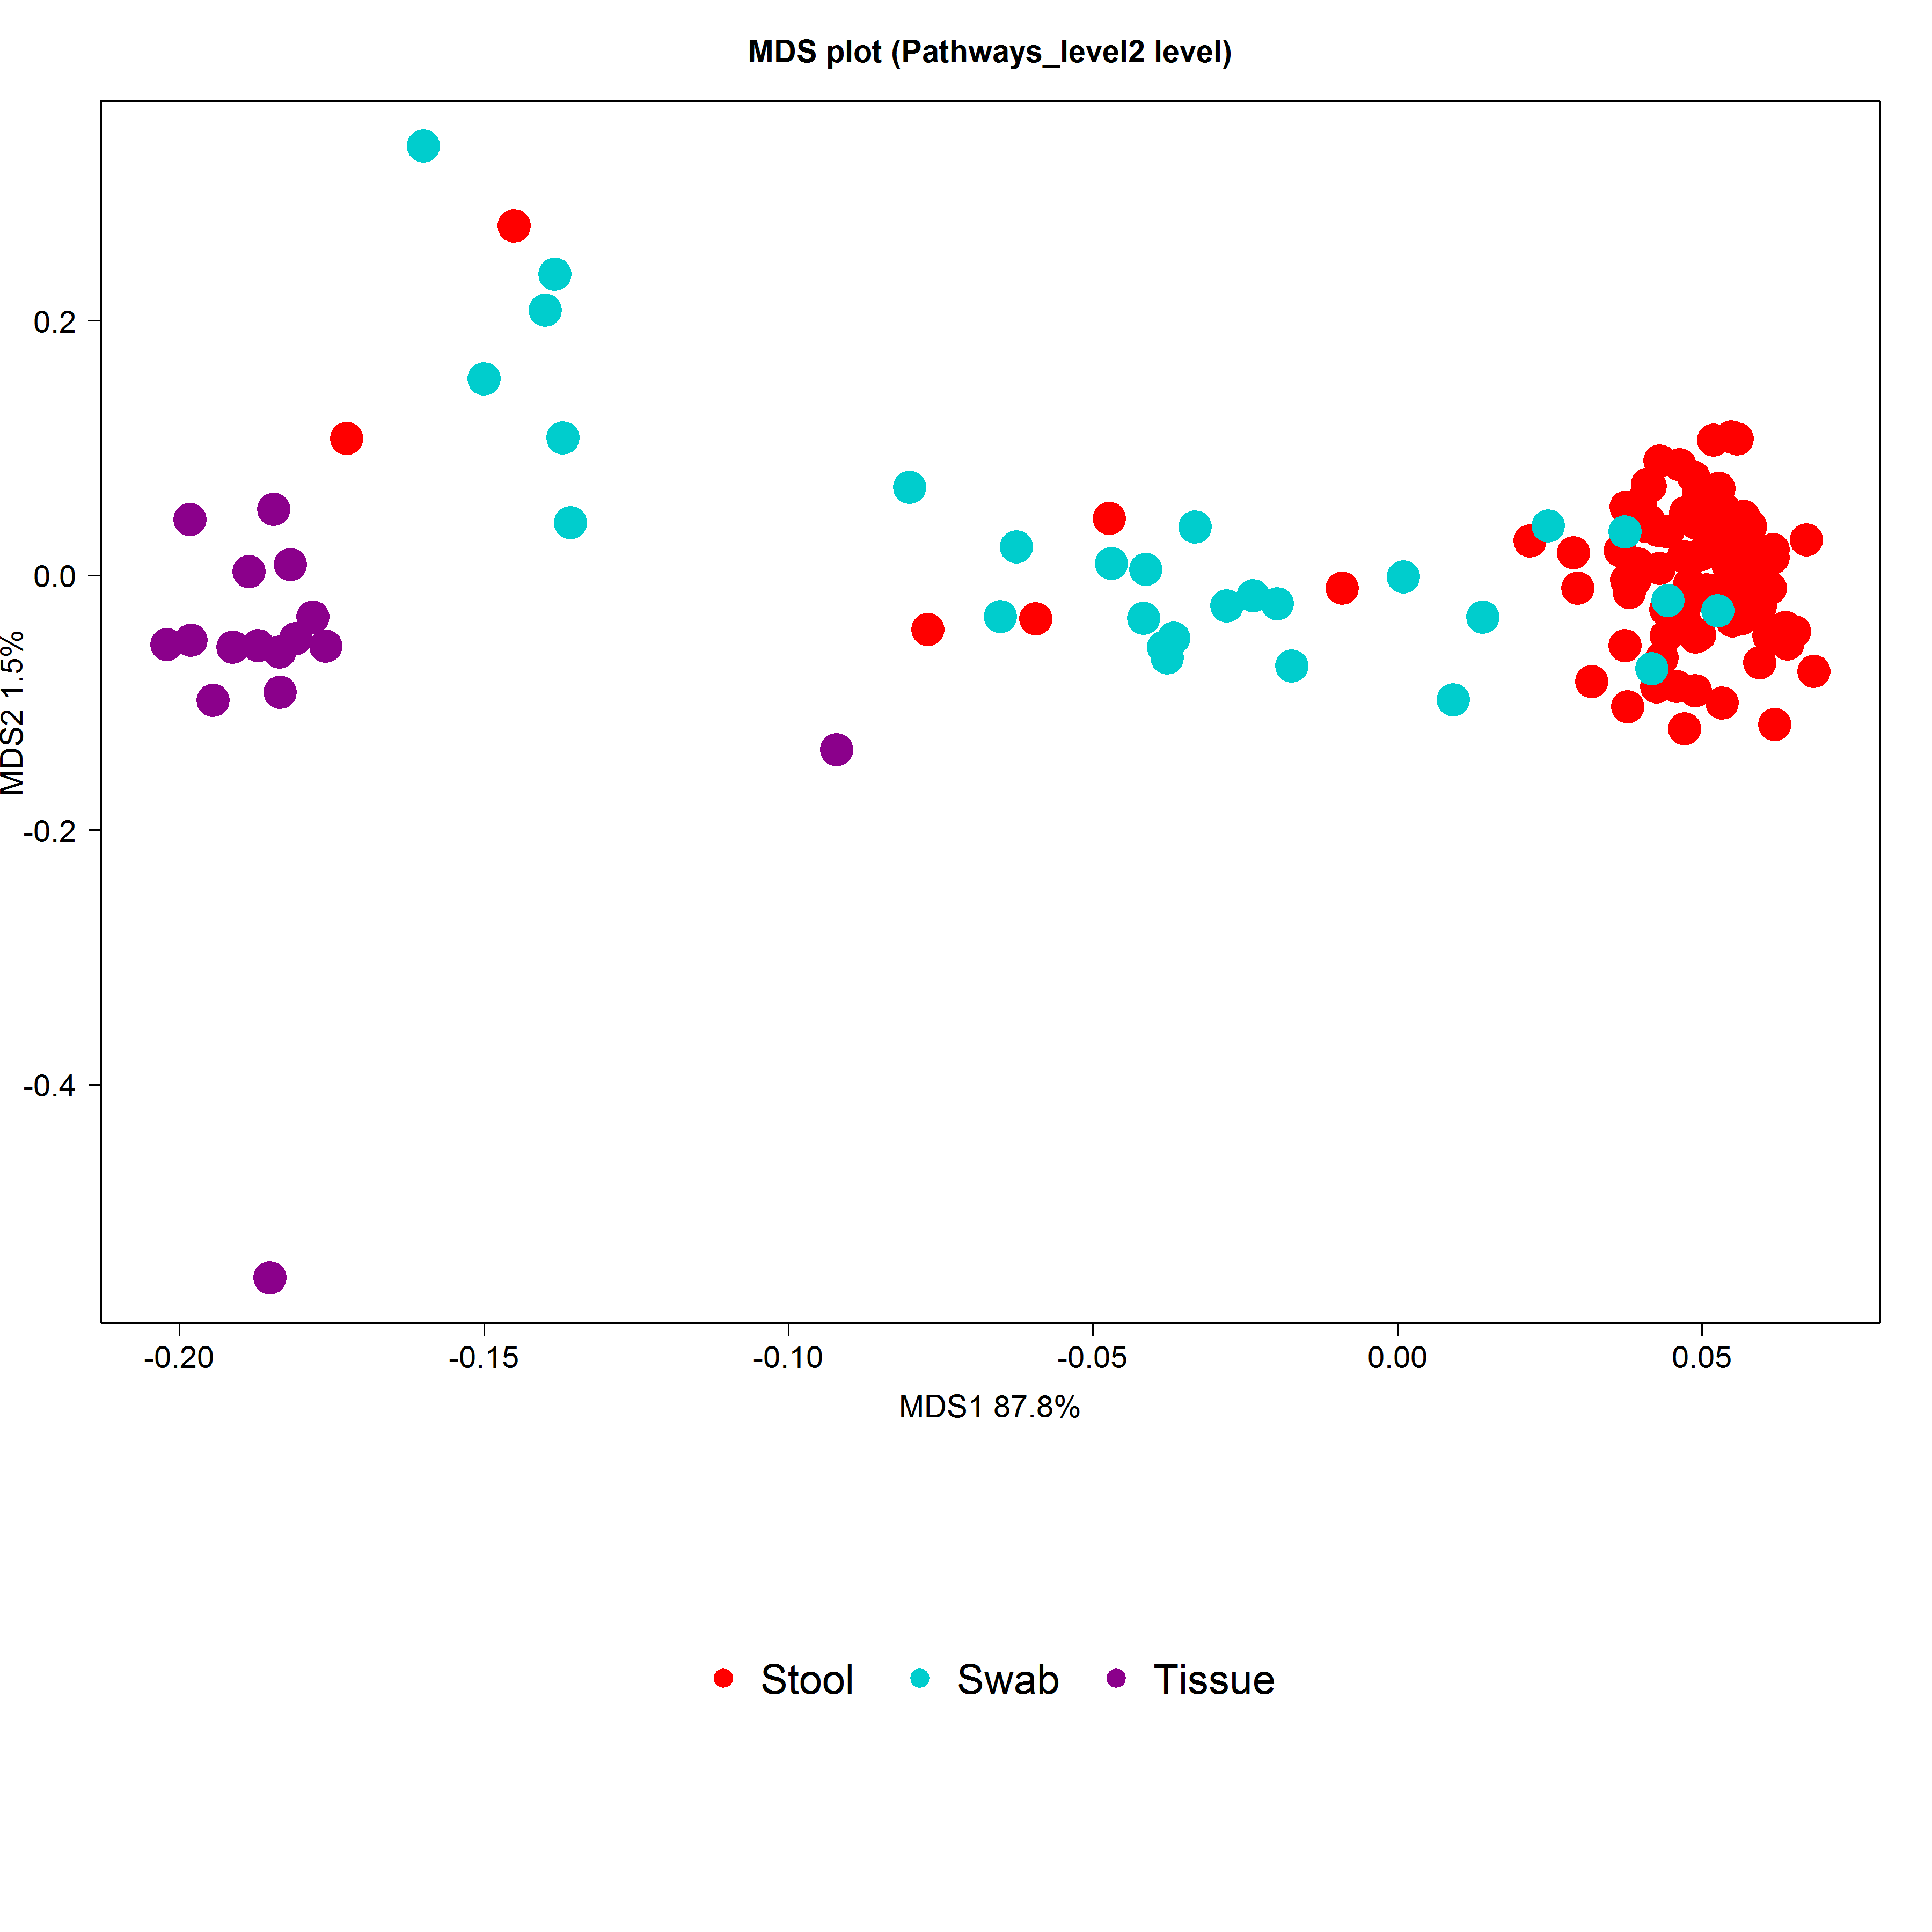 MDS plot (Pathways_level2 level)
0.2
0.0
-0.2
-0.4
MDS2 1.5%
-0.20 -0.15 -0.10 -0.05 0.00 0.05
MDS1 87.8%
Stool Swab Tissue